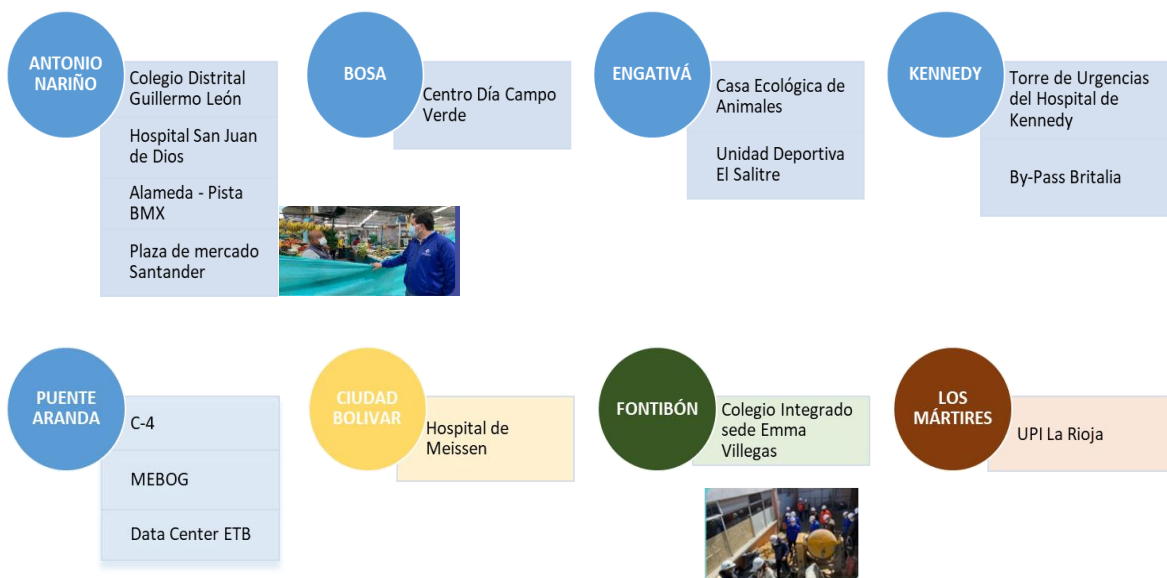 ANTONIO
NARIÑO
Colegio Distrital
Guillermo León
Hospital San Juan
de Dios
Alameda - Pista
BMX
Plaza de mercado
Santander
BOSA
Centro Día Campo
Verde
ENGATIVÁ
Casa Ecológica de
Animales
Unidad Deportiva
El Salitre
KENNEDY
Torre de Urgencias
del Hospital de
Kennedy
By-Pass Britalia
PUENTE
ARANDA
C-4
MEBOG
Data Center ETB
CIUDAD
BOLIVAR
Hospital de
Meissen
FONTIBÓN
Colegio Integrado
sede Emma
Villegas
LOS
MÁRTIRES
UPI La Rioja